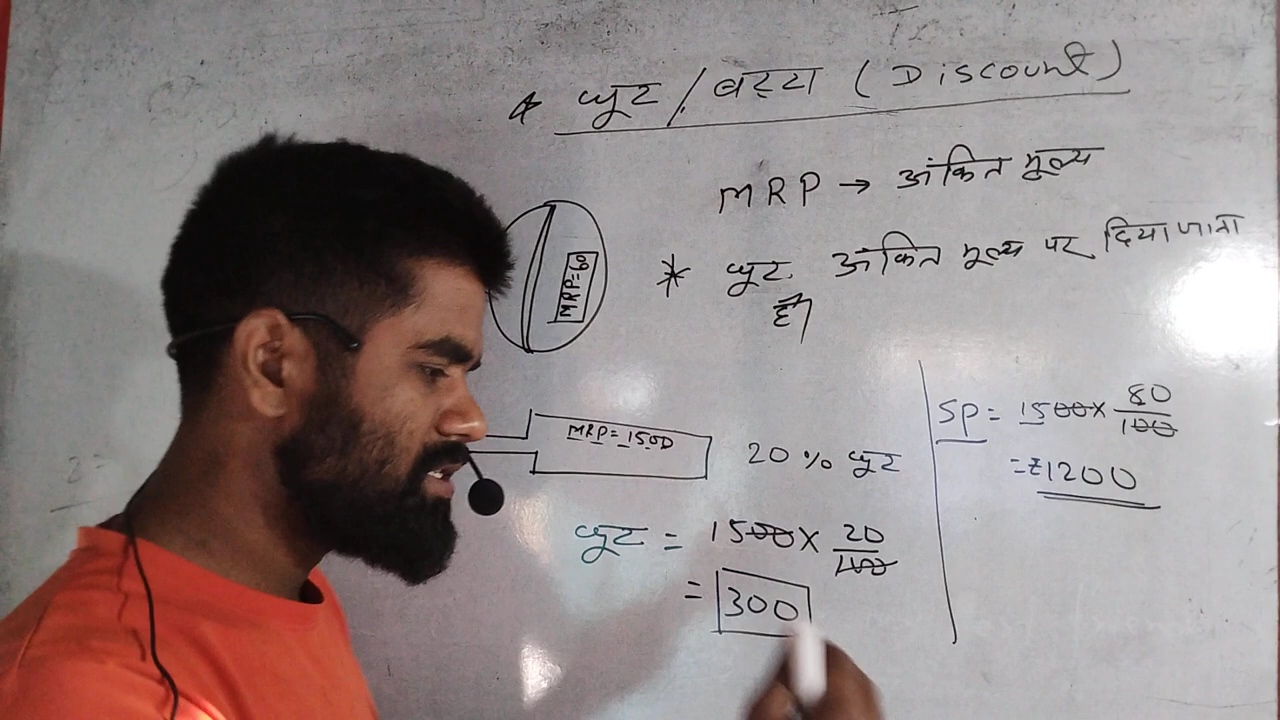 छूट / बट्टा ( Discount )
MRP → अंकित मूल्य
MRP=60
* छूट अंकित मूल्य पर दिया जाता
है।
MRP = 1500
20 % छूट
छूट = 1500 × 20/100
= 300
SP = 1500 × 80/100
= ₹1200